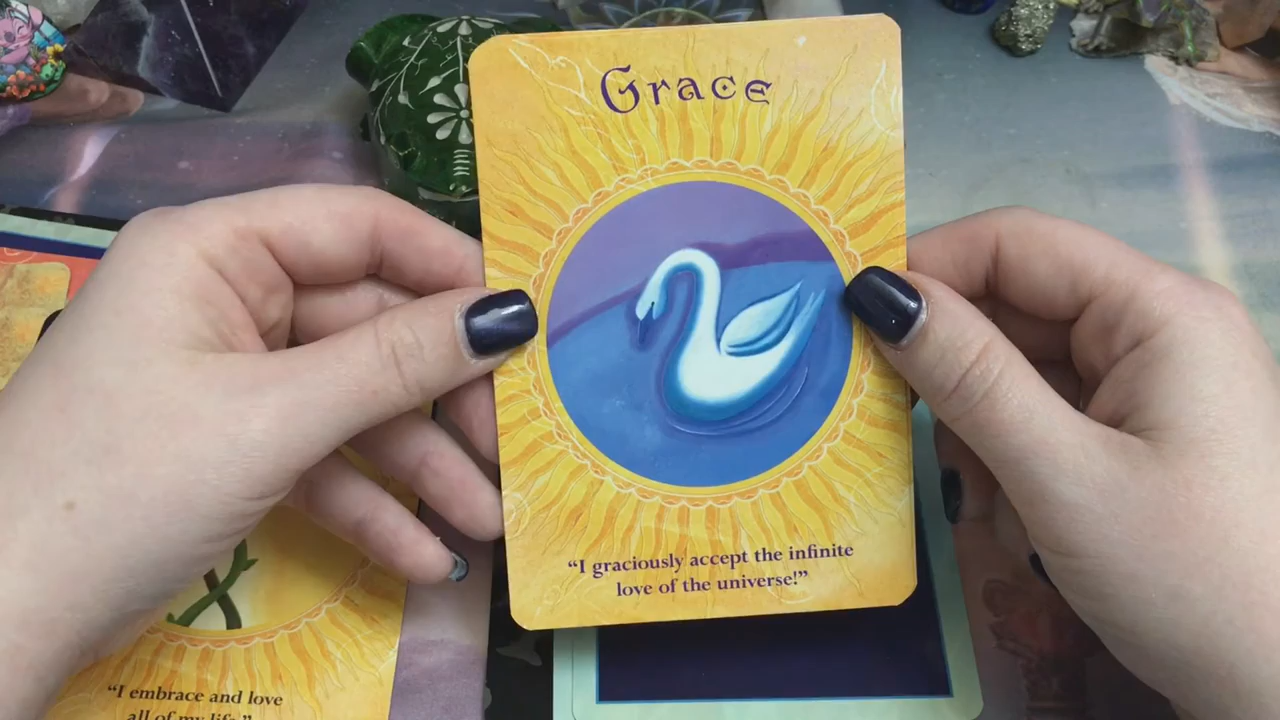 Grace
“I graciously accept the infinite
love of the universe!”
“I embrace and love
all of my life.”